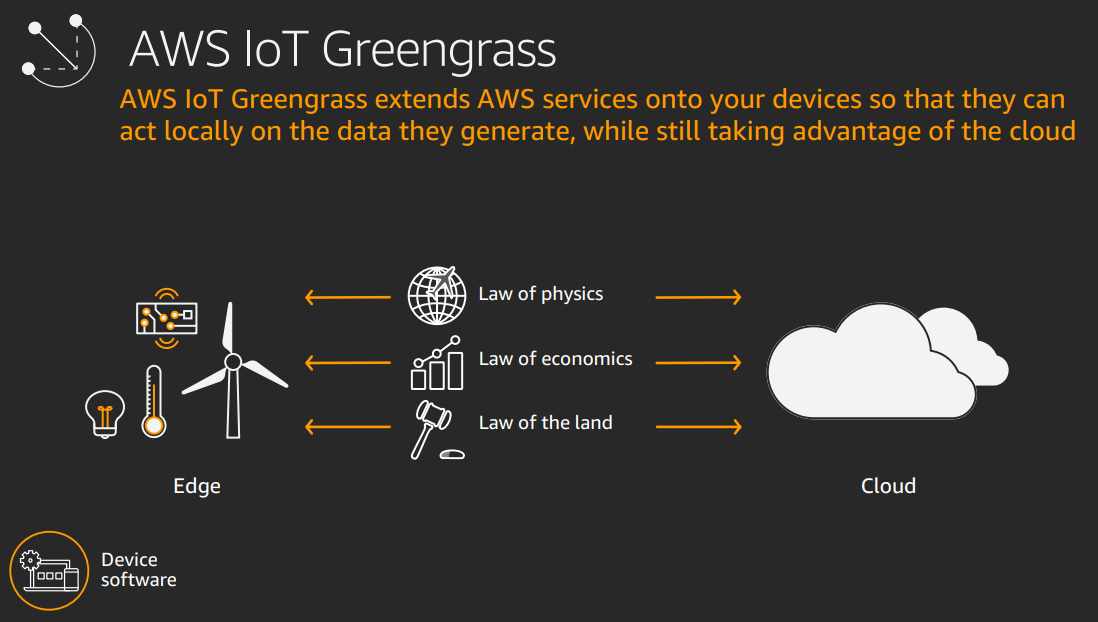 AWS IoT Greengrass
AWS IoT Greengrass extends AWS services onto your devices so that they can
act locally on the data they generate, while still taking advantage of the cloud
Law of physics
Law of economics
Law of the land
Edge
Cloud
Device
software